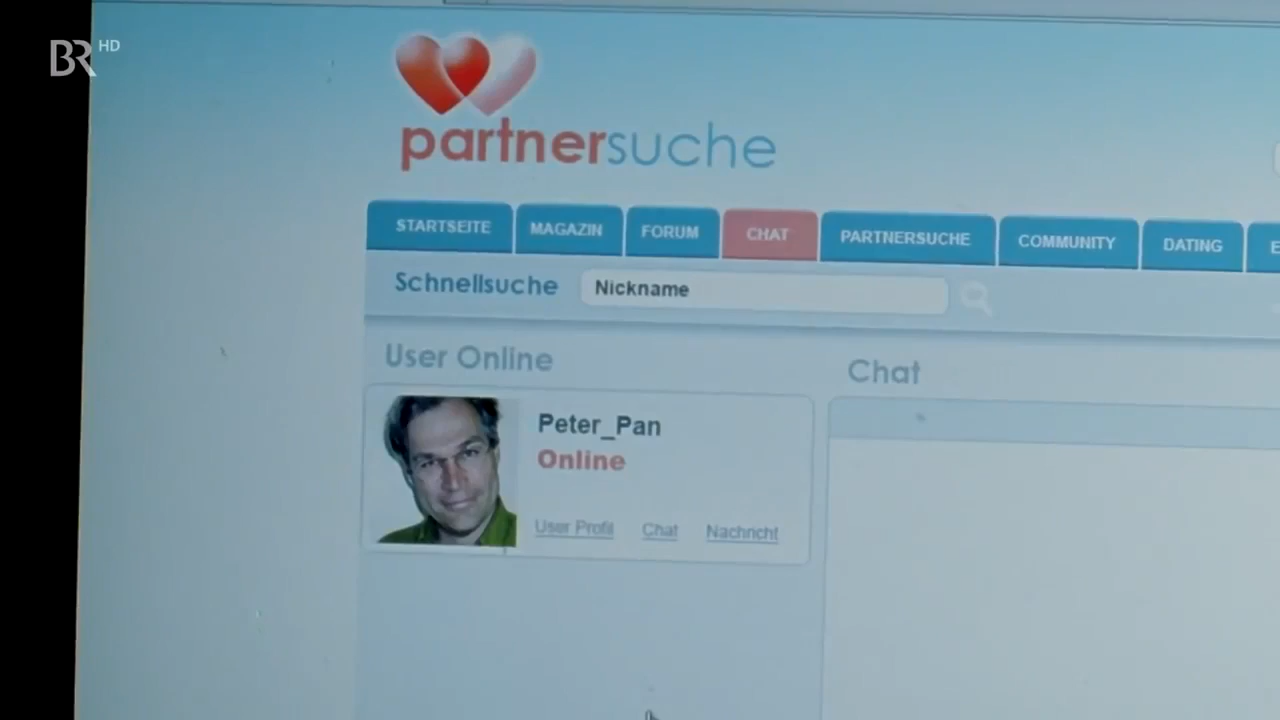 BR HD
partnersuche
STARTSEITE MAGAZIN FORUM CHAT PARTNERSUCHE COMMUNITY DATING
Schnellsuche Nickname
User Online
Chat
Peter_Pan
Online
User Profil Chat Nachricht